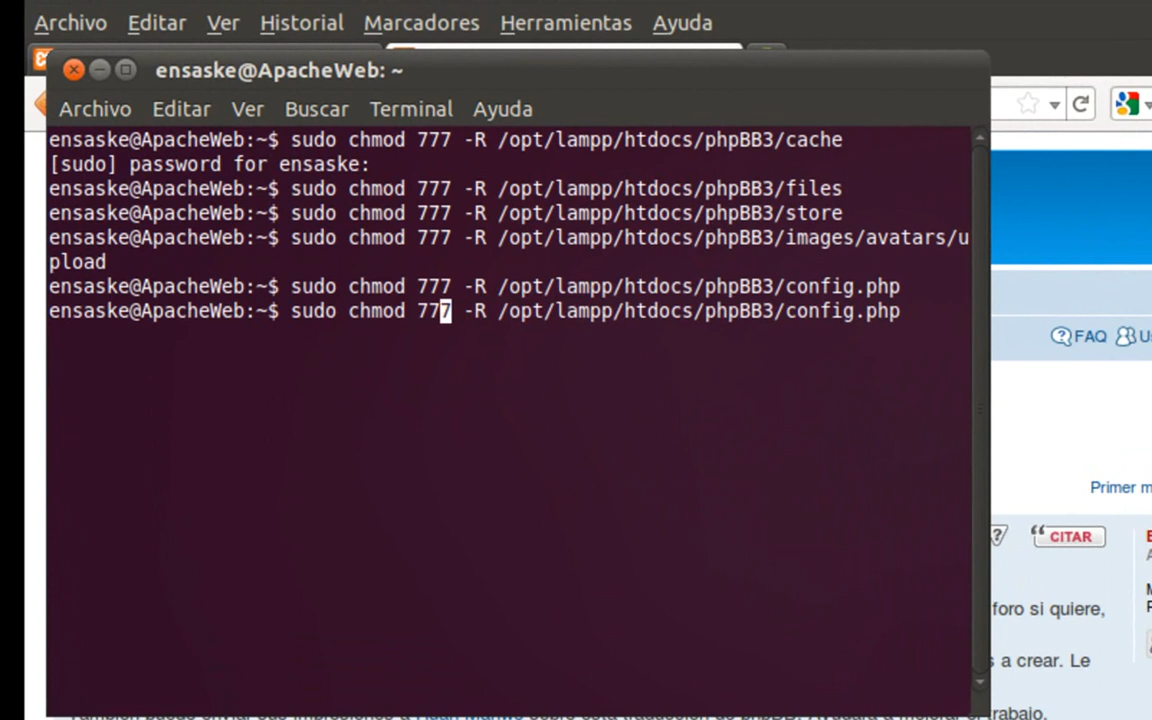 Archivo Editar Ver Historial Marcadores Herramientas Ayuda
ensaske@ApacheWeb: ~
Archivo Editar Ver Buscar Terminal Ayuda
ensaske@ApacheWeb:~$ sudo chmod 777 -R /opt/lampp/htdocs/phpBB3/cache
[sudo] password for ensaske:
ensaske@ApacheWeb:~$ sudo chmod 777 -R /opt/lampp/htdocs/phpBB3/files
ensaske@ApacheWeb:~$ sudo chmod 777 -R /opt/lampp/htdocs/phpBB3/store
ensaske@ApacheWeb:~$ sudo chmod 777 -R /opt/lampp/htdocs/phpBB3/images/avatars/u
pload
ensaske@ApacheWeb:~$ sudo chmod 777 -R /opt/lampp/htdocs/phpBB3/config.php
ensaske@ApacheWeb:~$ sudo chmod 777 -R /opt/lampp/htdocs/phpBB3/config.php
FAQ U
Primer m
CITAR
foro si quiere,
s a crear. Le
trabajo.